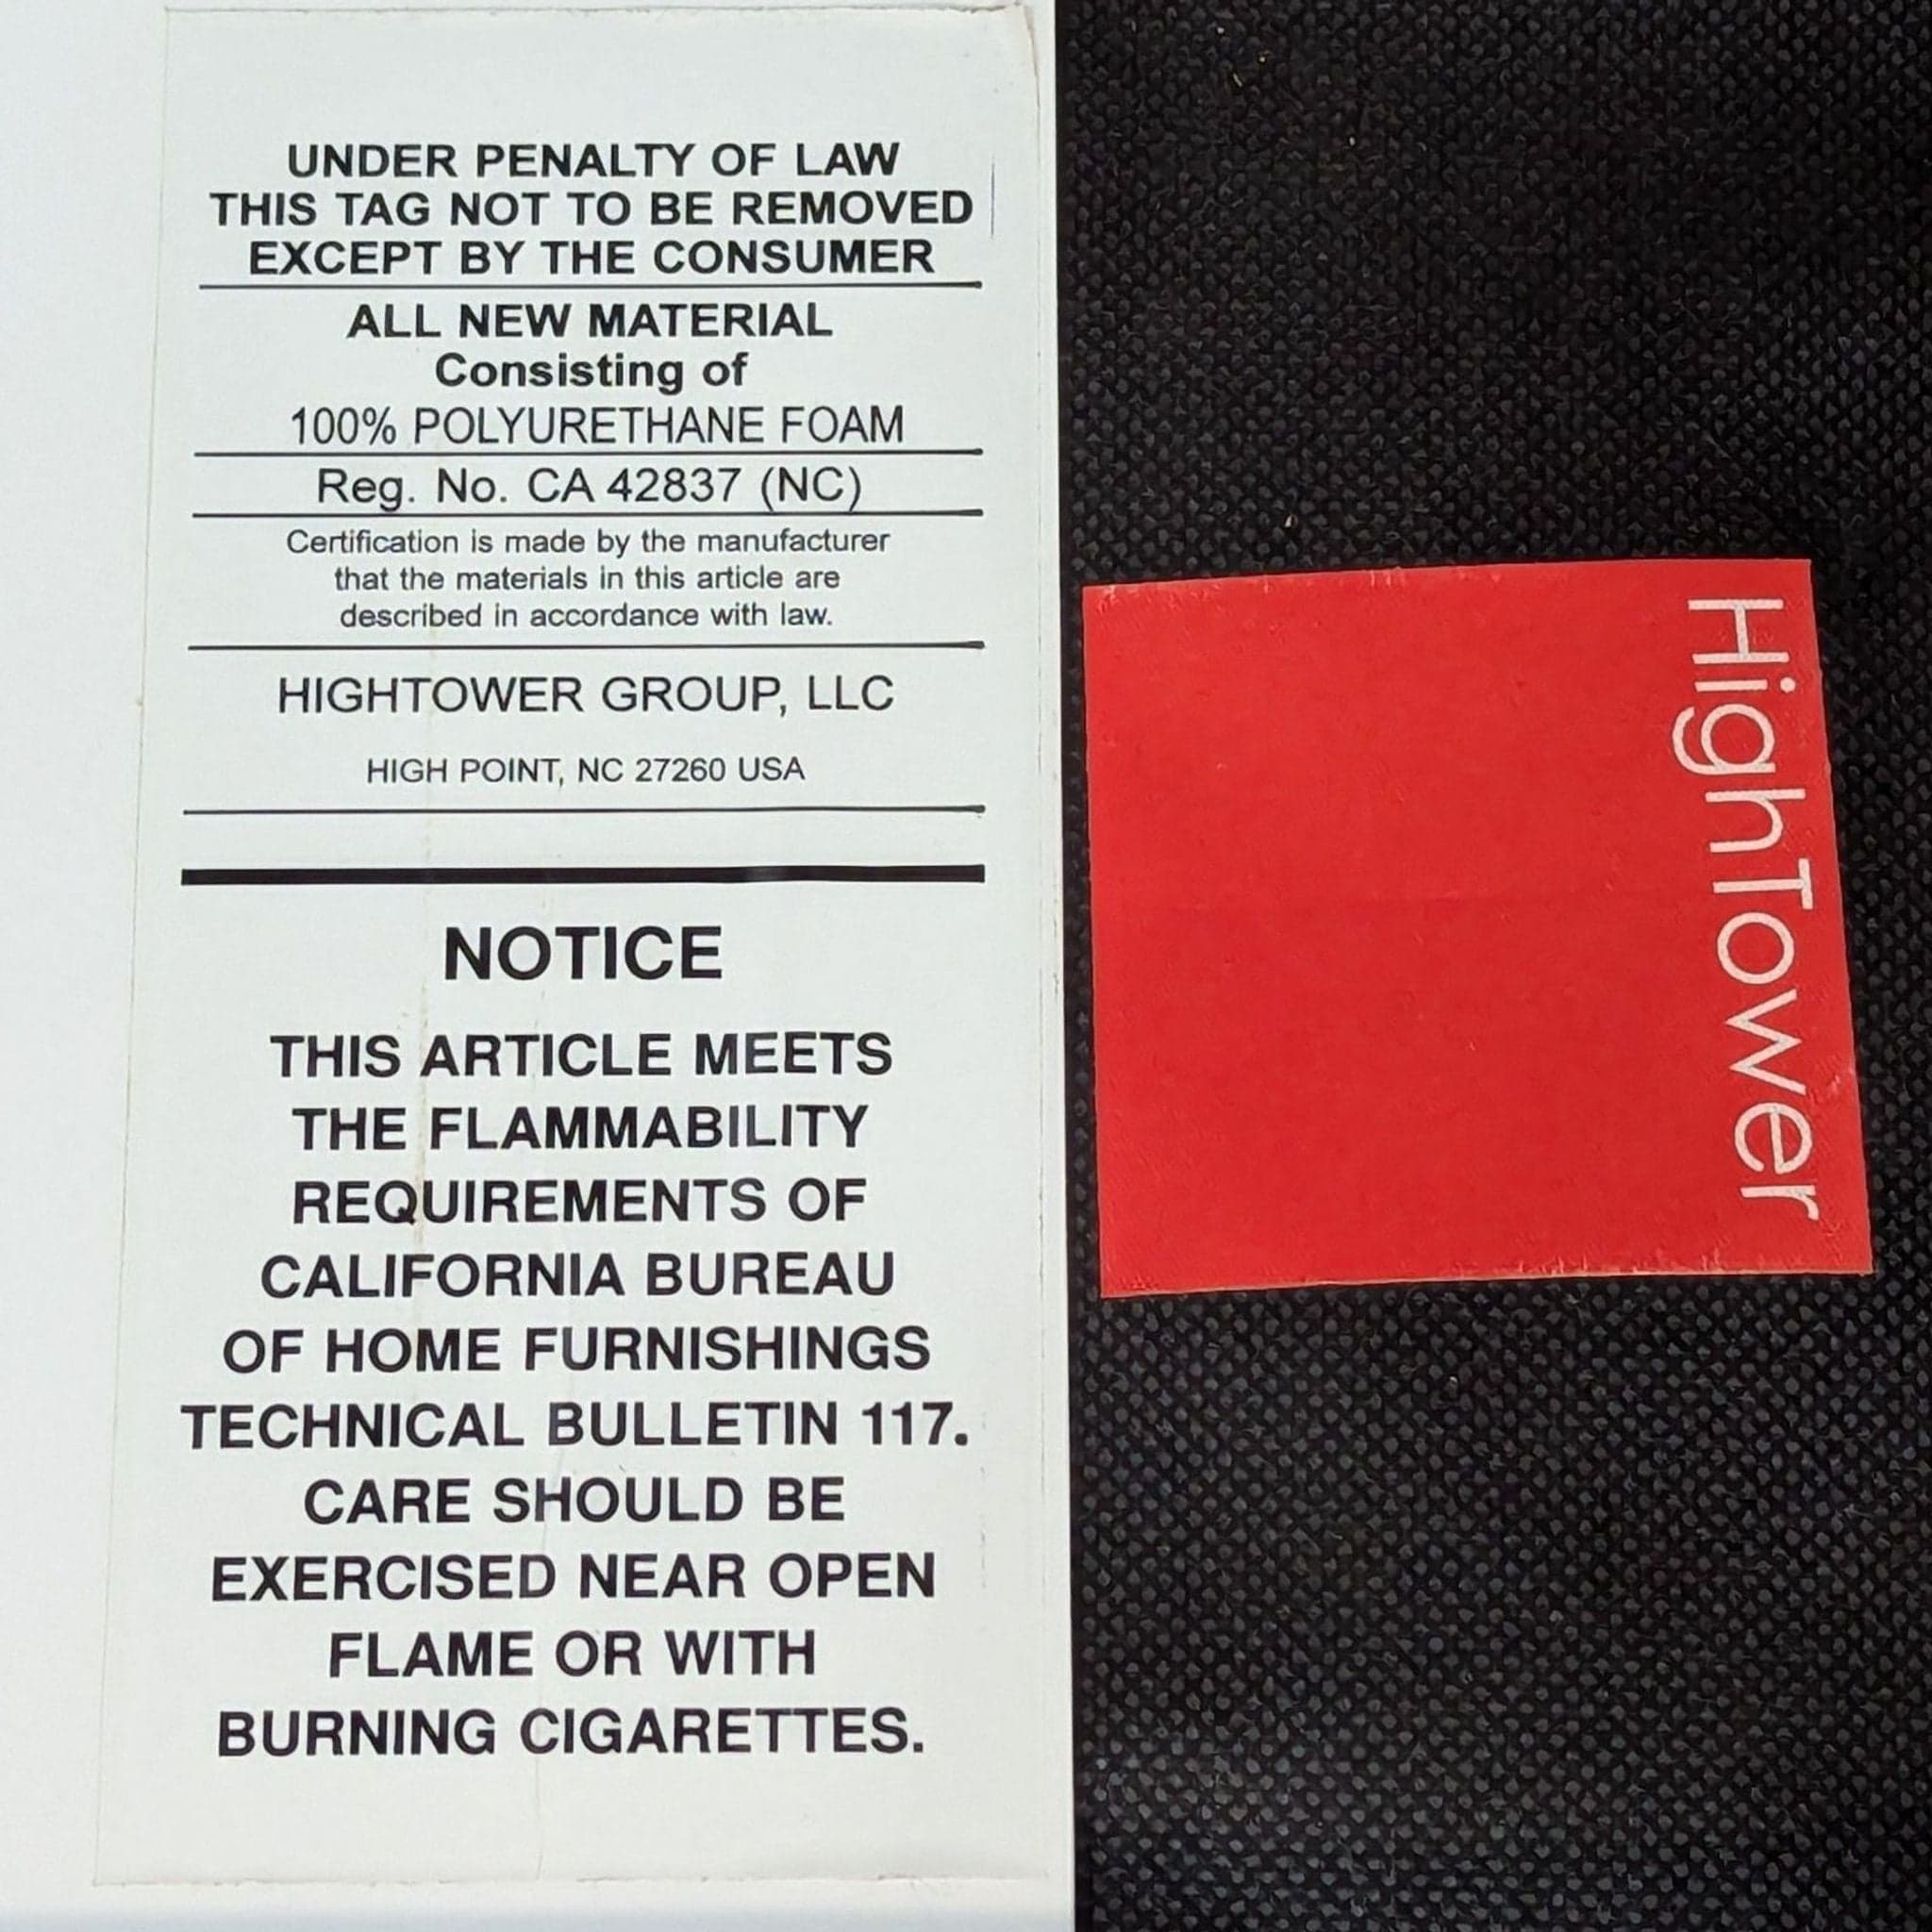 UNDER PENALTY OF LAW
THIS TAG NOT TO BE REMOVED
EXCEPT BY THE CONSUMER
ALL NEW MATERIAL
Consisting of
100% POLYURETHANE FOAM
Reg. No. CA 42837 (NC)
Certification is made by the manufacturer
that the materials in this article are
described in accordance with law.
HIGHTOWER GROUP, LLC
HIGH POINT, NC 27260 USA
NOTICE
THIS ARTICLE MEETS
THE FLAMMABILITY
REQUIREMENTS OF
CALIFORNIA BUREAU
OF HOME FURNISHINGS
TECHNICAL BULLETIN 117.
CARE SHOULD BE
EXERCISED NEAR OPEN
FLAME OR WITH
BURNING CIGARETTES.
HighTower